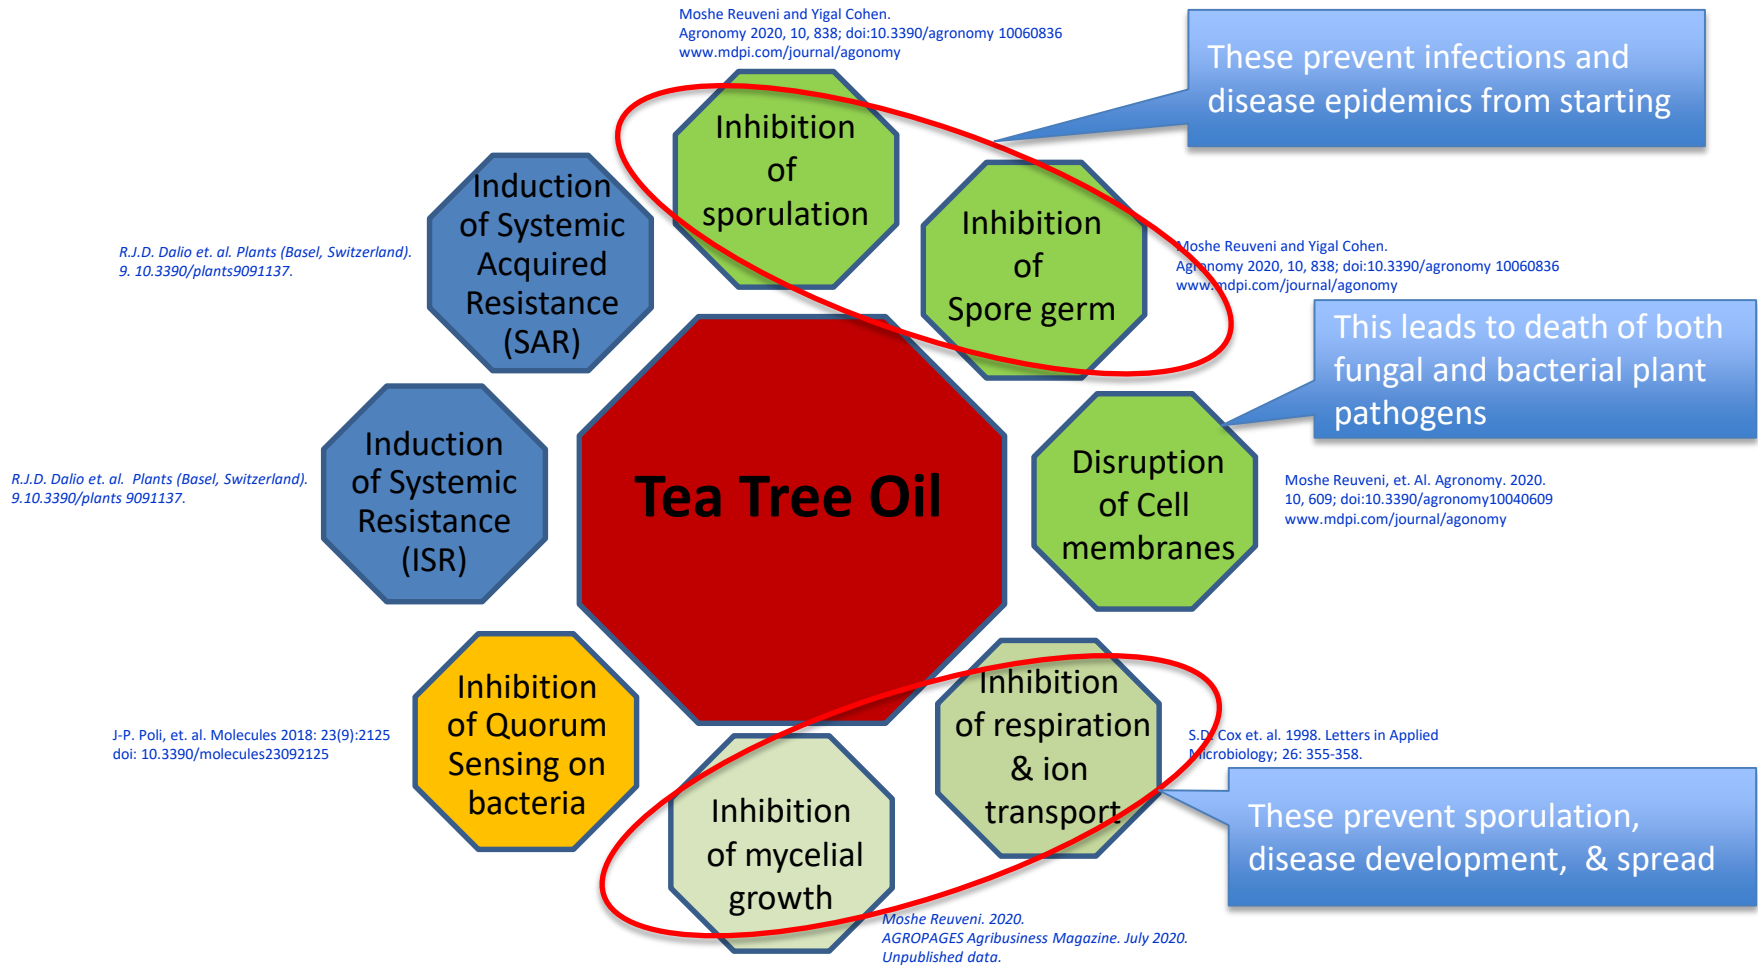 Moshe Reuveni and Yigal Cohen.
Agronomy 2020, 10, 838; doi:10.3390/agronomy 10060836
www.mdpi.com/journal/agonomy
These prevent infections and
disease epidemics from starting
Inhibition
of
sporulation
Inhibition
of
Spore germ
Moshe Reuveni and Yigal Cohen.
Agronomy 2020, 10, 838; doi:10.3390/agronomy 10060836
www.mdpi.com/journal/agonomy
This leads to death of both
fungal and bacterial plant
pathogens
Disruption
of Cell
membranes
Moshe Reuveni, et. Al. Agronomy. 2020.
10, 609; doi:10.3390/agronomy10040609
www.mdpi.com/journal/agonomy
Inhibition
of respiration
& ion
transport
S.D. Cox et. al. 1998. Letters in Applied
Microbiology; 26: 355-358.
These prevent sporulation,
disease development,  & spread
Inhibition
of mycelial
growth
Moshe Reuveni. 2020.
AGROPAGES Agribusiness Magazine. July 2020.
Unpublished data.
Inhibition
of Quorum
Sensing on
bacteria
J-P. Poli, et. al. Molecules 2018: 23(9):2125
doi: 10.3390/molecules23092125
Induction
of Systemic
Resistance
(ISR)
R.J.D. Dalio et. al.  Plants (Basel, Switzerland).
9.10.3390/plants 9091137.
Induction
of Systemic
Acquired
Resistance
(SAR)
R.J.D. Dalio et. al. Plants (Basel, Switzerland).
9. 10.3390/plants9091137.
Tea Tree Oil